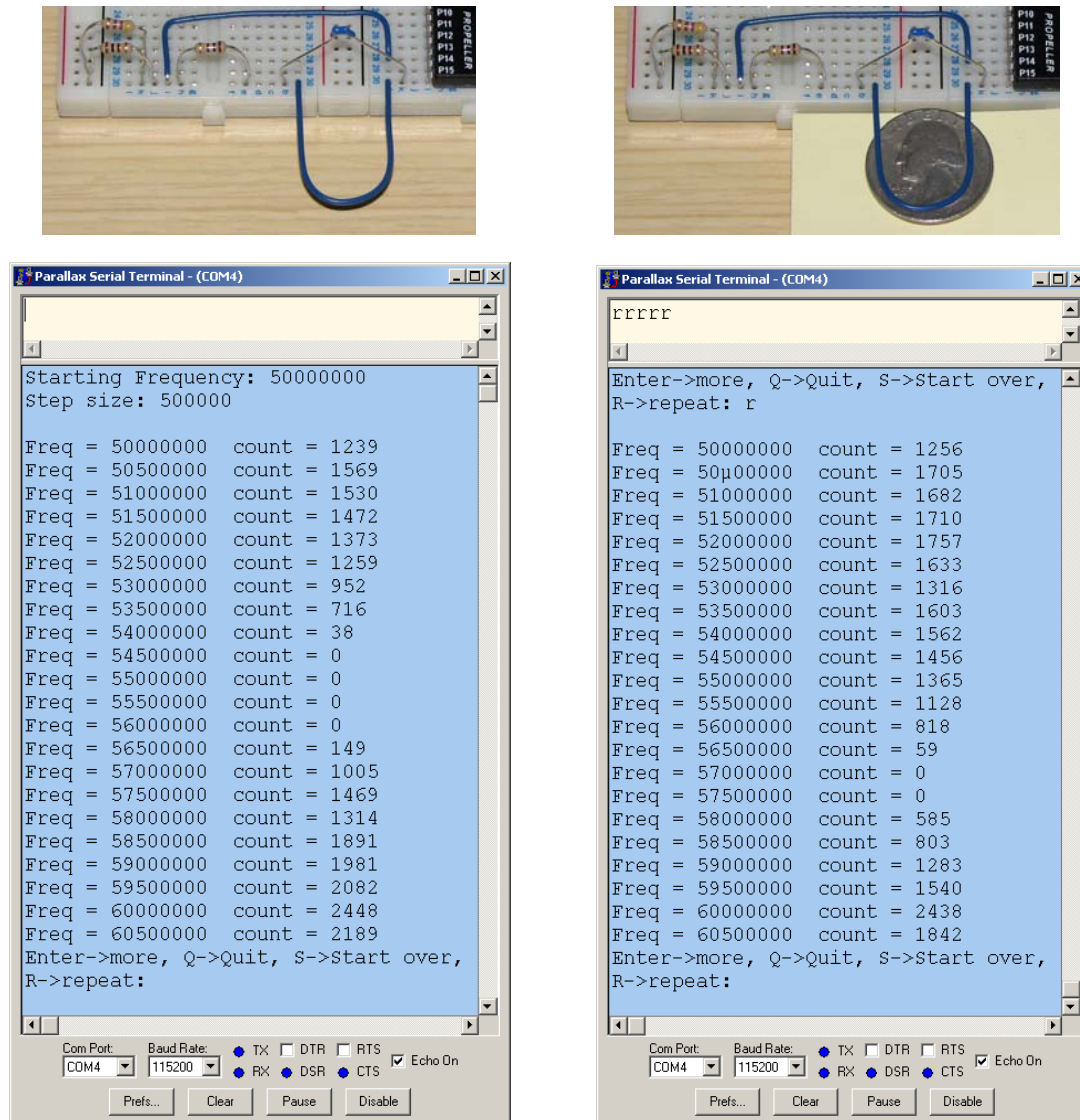 P10
P11
P12
P13
P14
P15
PROPELLER
P10
P11
P12
P13
P14
P15
PROPELLER
Parallax Serial Terminal - (COM4)
Starting Frequency: 50000000
Step size: 500000
Freq = 50000000 count = 1239
Freq = 50500000 count = 1569
Freq = 51000000 count = 1530
Freq = 51500000 count = 1472
Freq = 52000000 count = 1373
Freq = 52500000 count = 1259
Freq = 53000000 count = 952
Freq = 53500000 count = 716
Freq = 54000000 count = 38
Freq = 54500000 count = 0
Freq = 55000000 count = 0
Freq = 55500000 count = 0
Freq = 56000000 count = 0
Freq = 56500000 count = 149
Freq = 57000000 count = 1005
Freq = 57500000 count = 1469
Freq = 58000000 count = 1314
Freq = 58500000 count = 1891
Freq = 59000000 count = 1981
Freq = 59500000 count = 2082
Freq = 60000000 count = 2448
Freq = 60500000 count = 2189
Enter->more, Q->Quit, S->Start over,
R->repeat:
Com Port: Baud Rate: TX DTR RTS
COM4 115200 RX DSR CTS Echo On
Prefs... Clear Pause Disable
Parallax Serial Terminal - (COM4)
rrrrr
Enter->more, Q->Quit, S->Start over,
R->repeat: r
Freq = 50000000 count = 1256
Freq = 50µ00000 count = 1705
Freq = 51000000 count = 1682
Freq = 51500000 count = 1710
Freq = 52000000 count = 1757
Freq = 52500000 count = 1633
Freq = 53000000 count = 1316
Freq = 53500000 count = 1603
Freq = 54000000 count = 1562
Freq = 54500000 count = 1456
Freq = 55000000 count = 1365
Freq = 55500000 count = 1128
Freq = 56000000 count = 818
Freq = 56500000 count = 59
Freq = 57000000 count = 0
Freq = 57500000 count = 0
Freq = 58000000 count = 585
Freq = 58500000 count = 803
Freq = 59000000 count = 1283
Freq = 59500000 count = 1540
Freq = 60000000 count = 2438
Freq = 60500000 count = 1842
Enter->more, Q->Quit, S->Start over,
R->repeat:
Com Port: Baud Rate: TX DTR RTS
COM4 115200 RX DSR CTS Echo On
Prefs... Clear Pause Disable